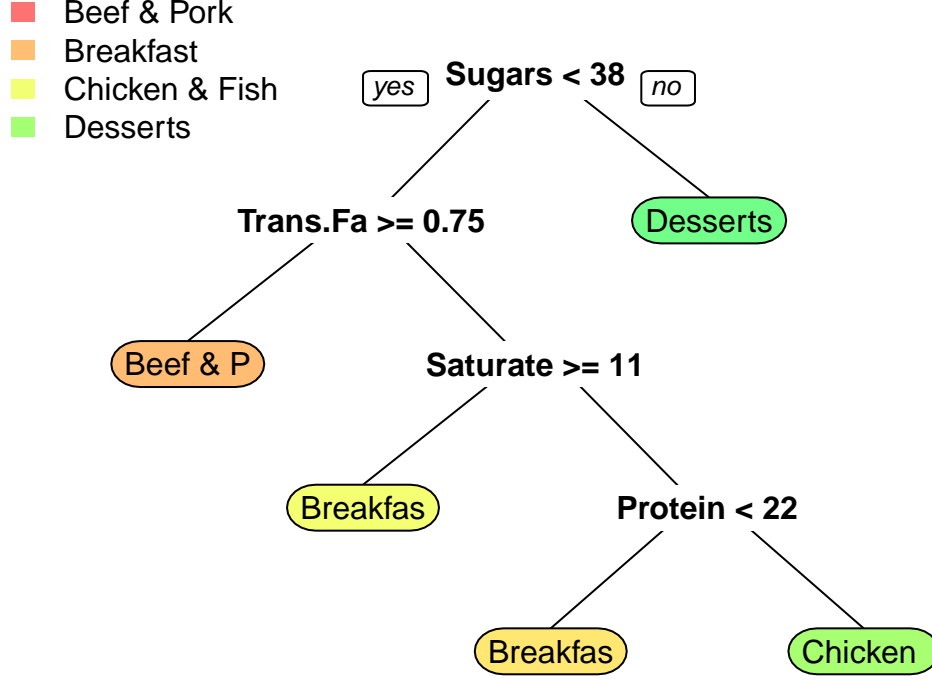 Beef & Pork
Breakfast
Chicken & Fish
Desserts
yes
Sugars < 38
no
Trans.Fa >= 0.75
Desserts
Beef & P
Saturate >= 11
Breakfas
Protein < 22
Breakfas
Chicken